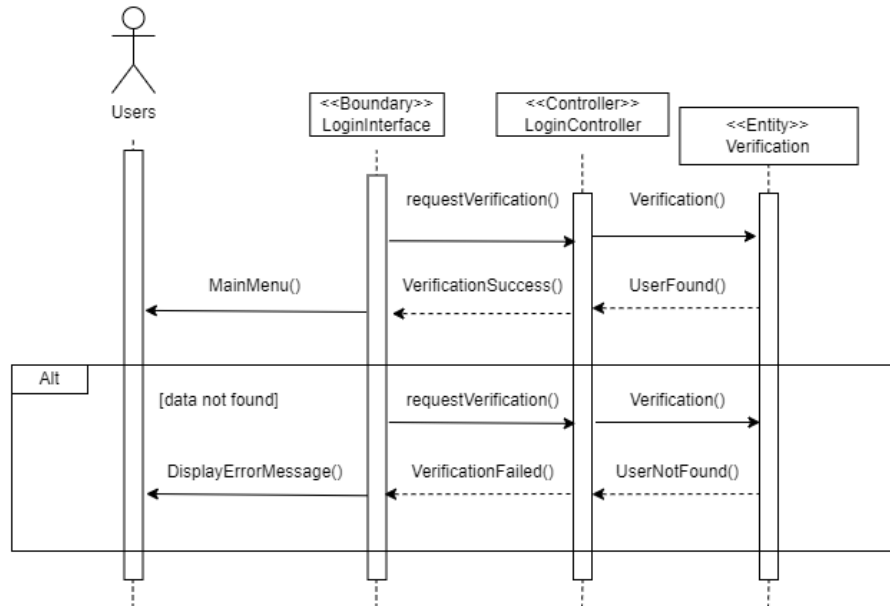 Users
<<Boundary>>
LoginInterface
<<Controller>>
LoginController
<<Entity>>
Verification
requestVerification()
Verification()
MainMenu()
VerificationSuccess()
UserFound()
Alt
[data not found]
requestVerification()
Verification()
DisplayErrorMessage()
VerificationFailed()
UserNotFound()